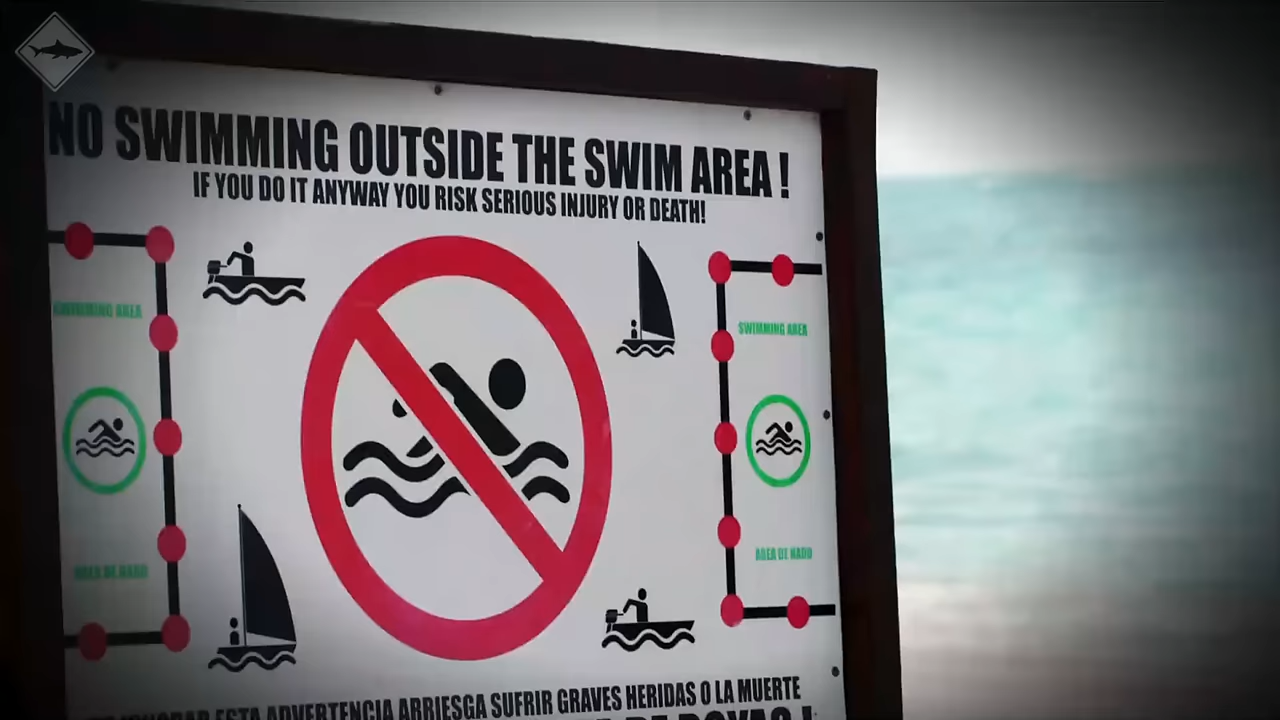 NO SWIMMING OUTSIDE THE SWIM AREA !
IF YOU DO IT ANYWAY YOU RISK SERIOUS INJURY OR DEATH!
SWIMMING AREA
SWIMMING AREA
AREA DE NADO
AREA DE NADO
ESTA ADVERTENCIA ARRIESGA SUFRIR GRAVES HERIDAS O LA MUERTE